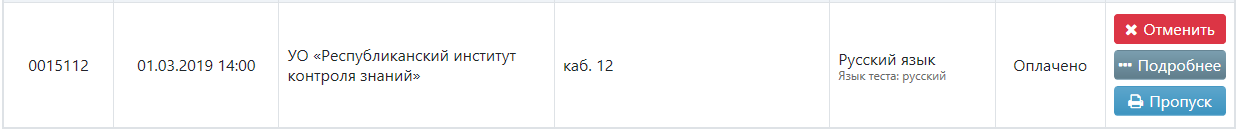 0015112
01.03.2019 14:00
УО «Республиканский институт
контроля знаний»
каб. 12
Русский язык
Язык теста: русский
Оплачено
Отменить
Подробнее
Пропуск